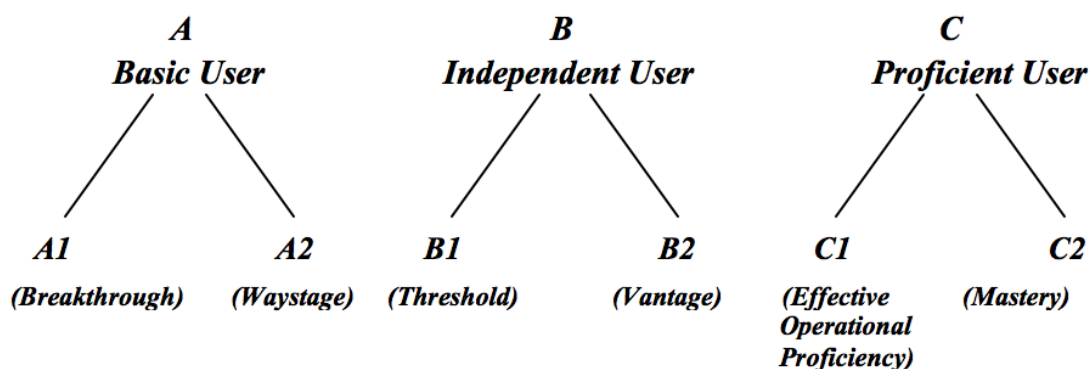 A B C
Basic User Independent User Proficient User
A1 A2 B1 B2 C1 C2
(Breakthrough) (Waystage) (Threshold) (Vantage) (Effective (Mastery)
Operational
Proficiency)